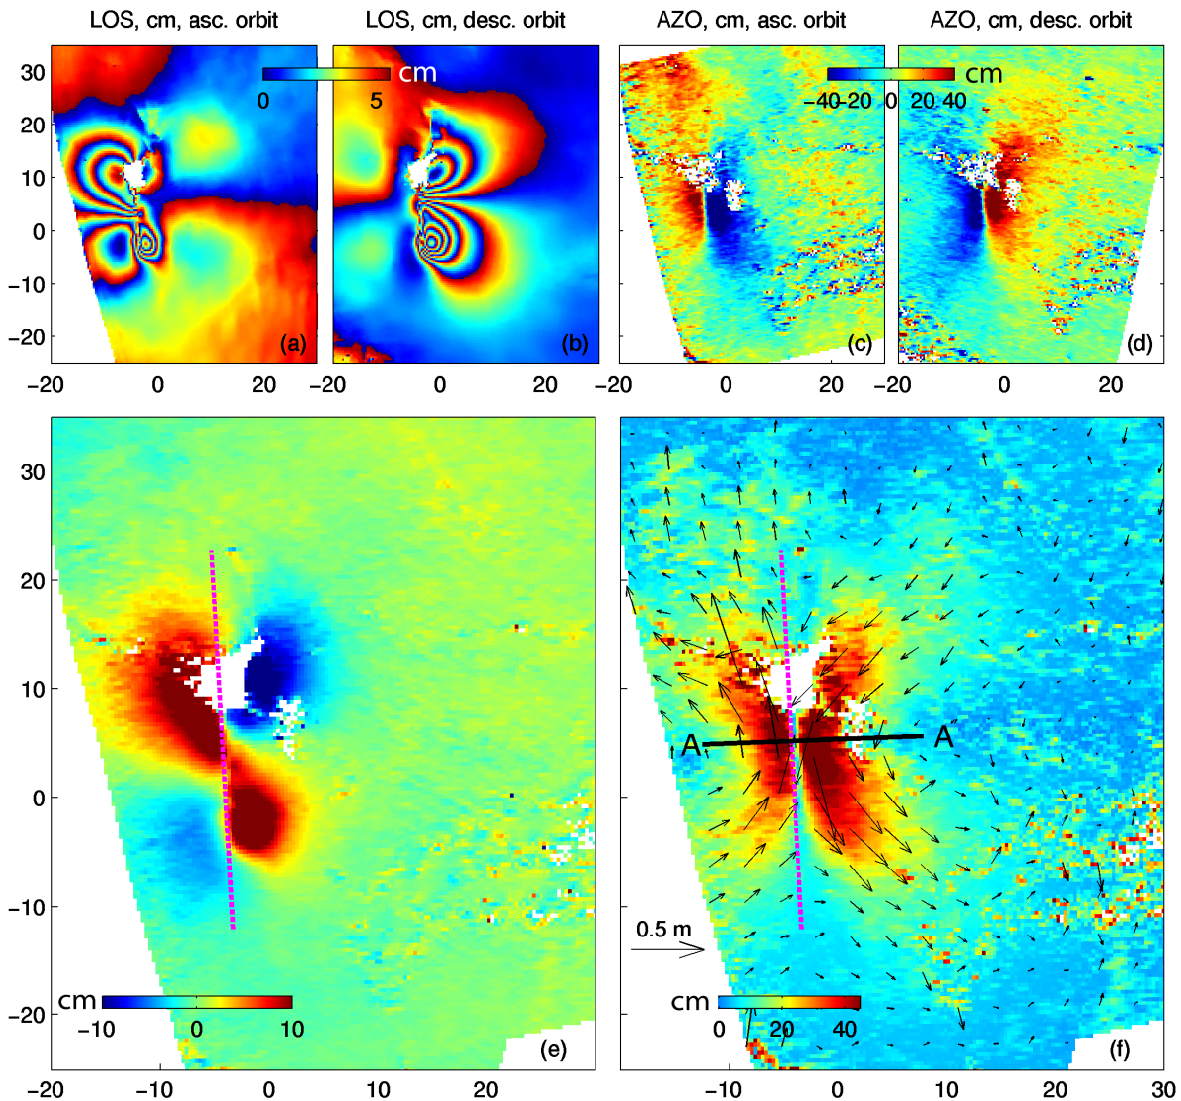 LOS, cm, asc. orbit
LOS, cm, desc. orbit
AZO, cm, asc. orbit
AZO, cm, desc. orbit
30
20
10
0
−10
−20
cm
0 5
cm
−40 −20 0 20 40
(a)
(b)
(c)
(d)
−20 0 20
−20 0 20
−20 0 20
−20 0 20
30
20
10
0
−10
−20
A A
0.5 m
cm
−10 0 10
cm
0 20 40
(e)
(f)
−20 −10 0 10 20
−20 −10 0 10 20 30